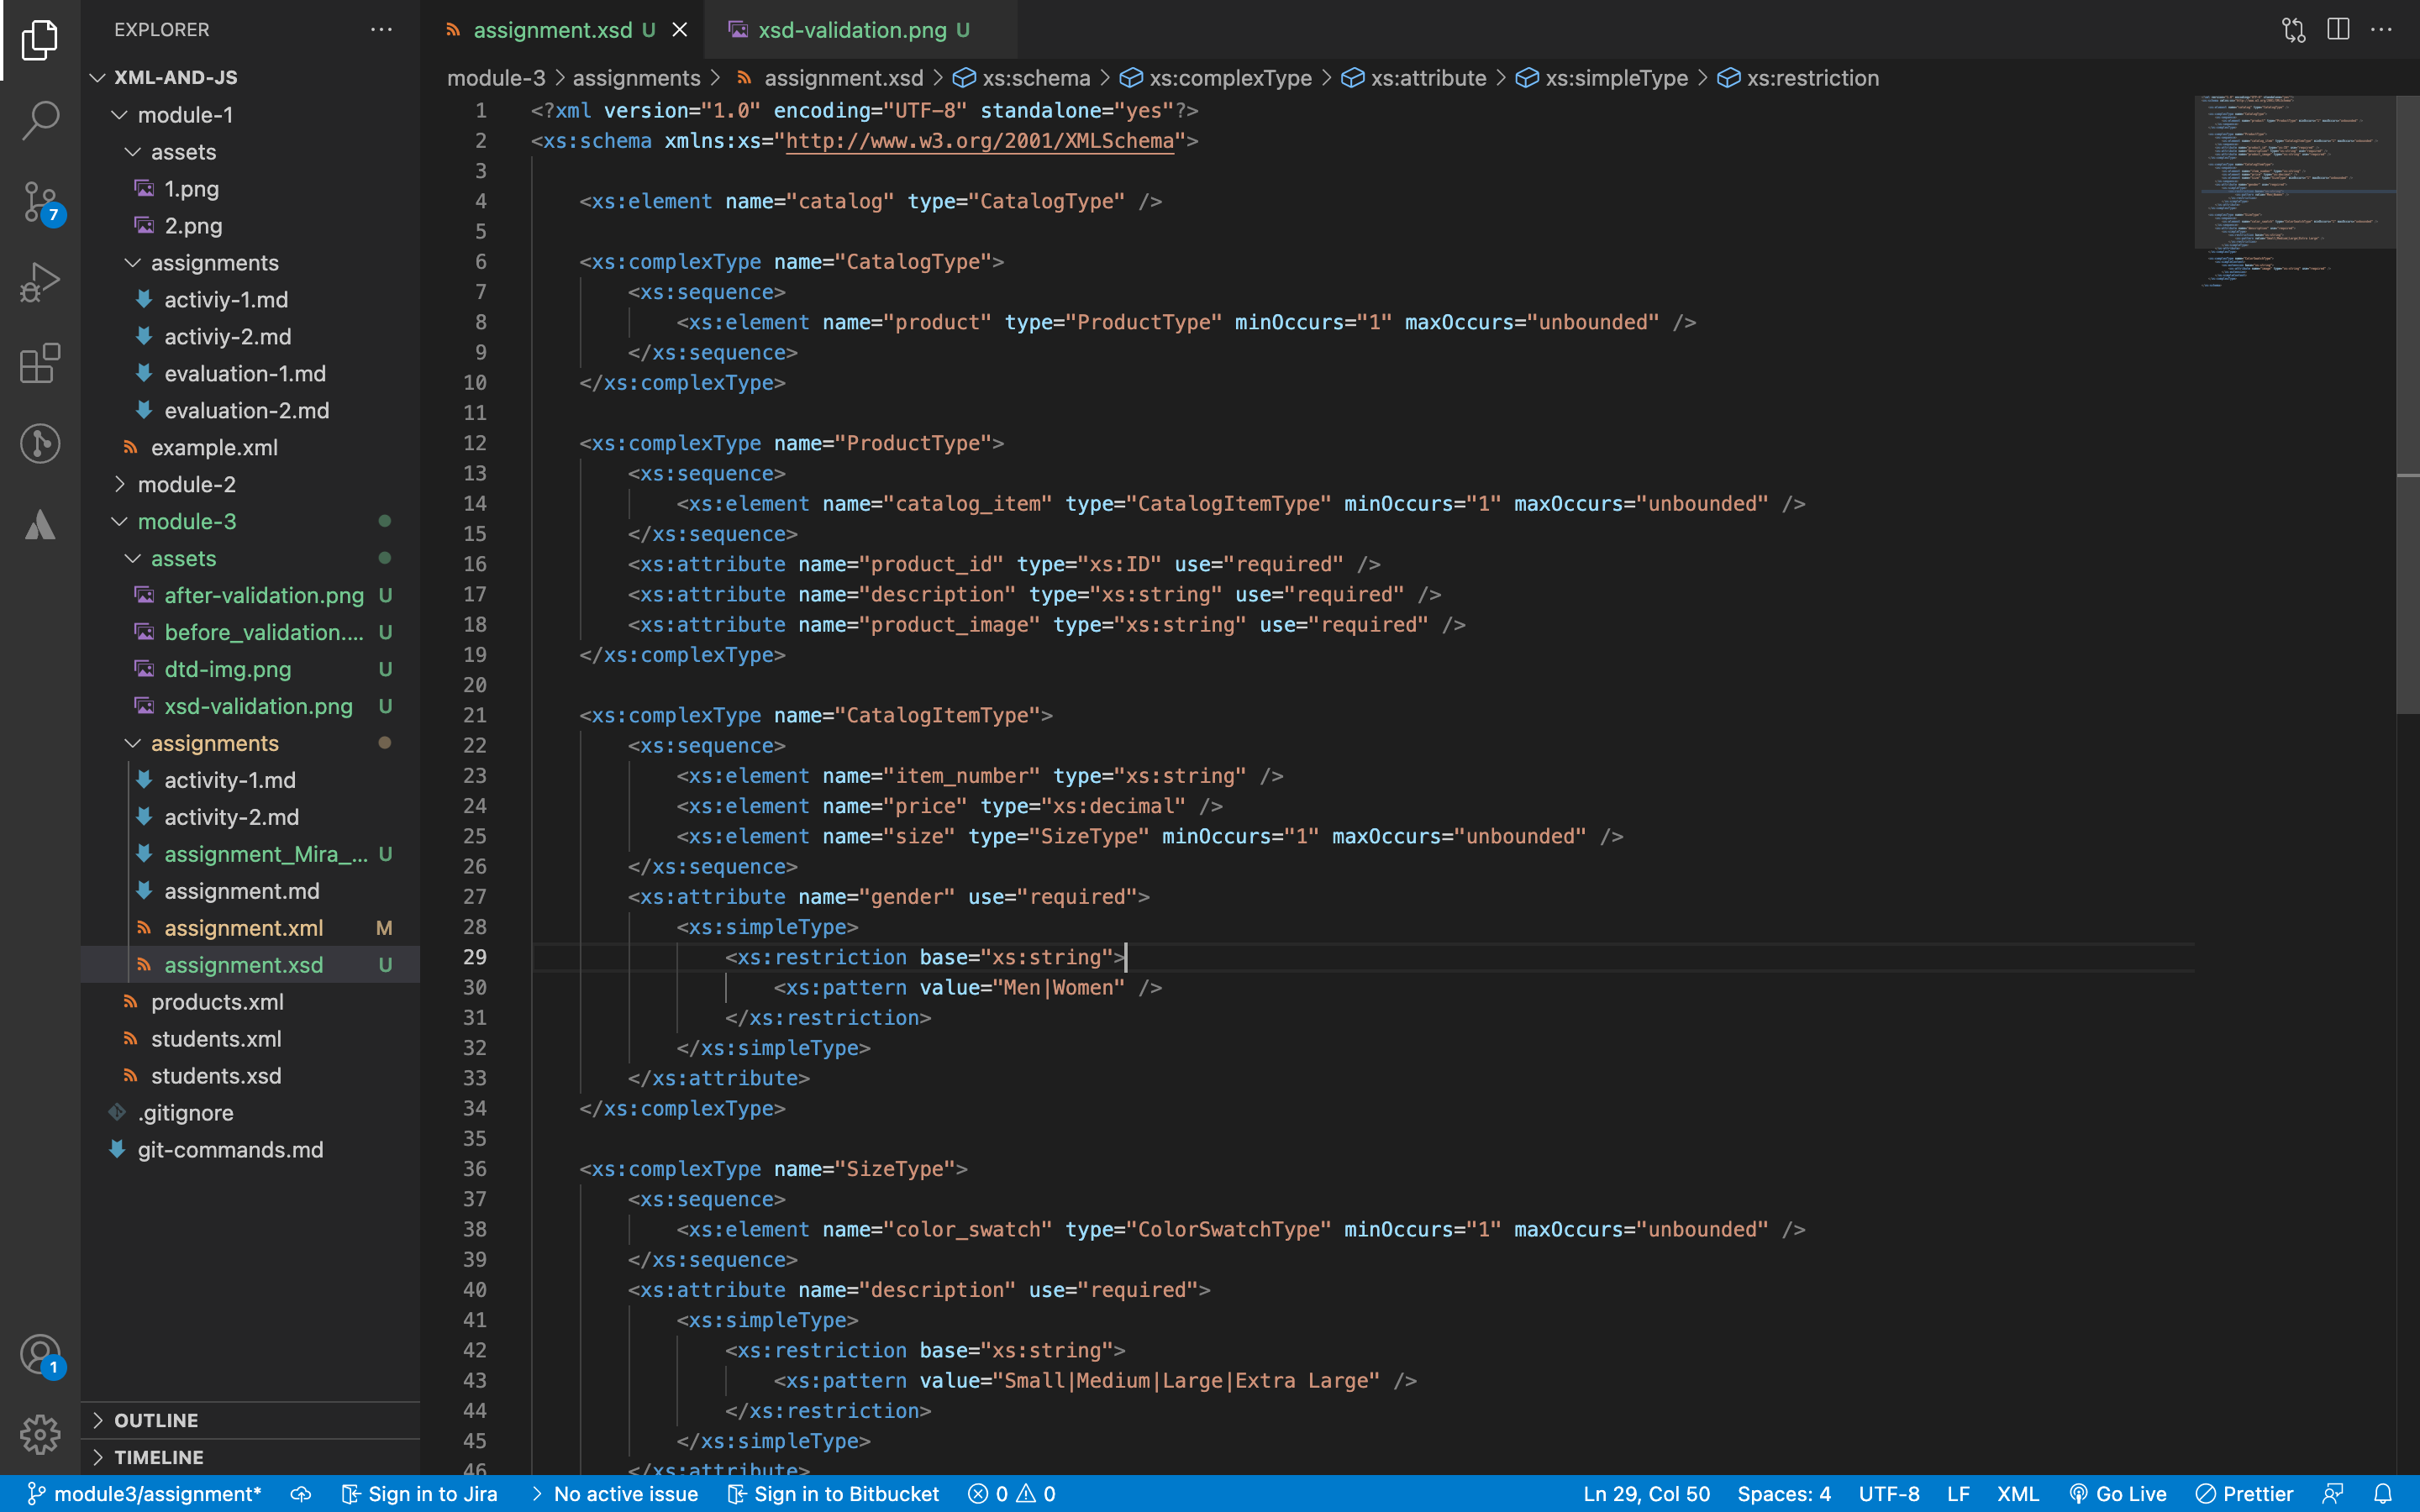 EXPLORER
XML-AND-JS
module-1
assets
1.png
2.png
assignments
activiy-1.md
activiy-2.md
evaluation-1.md
evaluation-2.md
example.xml
module-2
module-3
assets
after-validation.png U
before_validation.... U
dtd-img.png U
xsd-validation.png U
assignments
activity-1.md
activity-2.md
assignment_Mira_... U
assignment.md
assignment.xml M
assignment.xsd U
products.xml
students.xml
students.xsd
.gitignore
git-commands.md
OUTLINE
TIMELINE
7
1
assignment.xsd U
xsd-validation.png U
module-3 > assignments > assignment.xsd > xs:schema > xs:complexType > xs:attribute > xs:simpleType > xs:restriction
1 <?xml version="1.0" encoding="UTF-8" standalone="yes"?>
2 <xs:schema xmlns:xs="http://www.w3.org/2001/XMLSchema">
3
4 <xs:element name="catalog" type="CatalogType" />
5
6 <xs:complexType name="CatalogType">
7 <xs:sequence>
8 <xs:element name="product" type="ProductType" minOccurs="1" maxOccurs="unbounded" />
9 </xs:sequence>
10 </xs:complexType>
11
12 <xs:complexType name="ProductType">
13 <xs:sequence>
14 <xs:element name="catalog_item" type="CatalogItemType" minOccurs="1" maxOccurs="unbounded" />
15 </xs:sequence>
16 <xs:attribute name="product_id" type="xs:ID" use="required" />
17 <xs:attribute name="description" type="xs:string" use="required" />
18 <xs:attribute name="product_image" type="xs:string" use="required" />
19 </xs:complexType>
20
21 <xs:complexType name="CatalogItemType">
22 <xs:sequence>
23 <xs:element name="item_number" type="xs:string" />
24 <xs:element name="price" type="xs:decimal" />
25 <xs:element name="size" type="SizeType" minOccurs="1" maxOccurs="unbounded" />
26 </xs:sequence>
27 <xs:attribute name="gender" use="required">
28 <xs:simpleType>
29 <xs:restriction base="xs:string">
30 <xs:pattern value="Men|Women" />
31 </xs:restriction>
32 </xs:simpleType>
33 </xs:attribute>
34 </xs:complexType>
35
36 <xs:complexType name="SizeType">
37 <xs:sequence>
38 <xs:element name="color_swatch" type="ColorSwatchType" minOccurs="1" maxOccurs="unbounded" />
39 </xs:sequence>
40 <xs:attribute name="description" use="required">
41 <xs:simpleType>
42 <xs:restriction base="xs:string">
43 <xs:pattern value="Small|Medium|Large|Extra Large" />
44 </xs:restriction>
45 </xs:simpleType>
46 </xs:attribute>
module3/assignment* Sign in to Jira > No active issue Sign in to Bitbucket 0 0 Ln 29, Col 50 Spaces: 4 UTF-8 LF XML Go Live Prettier